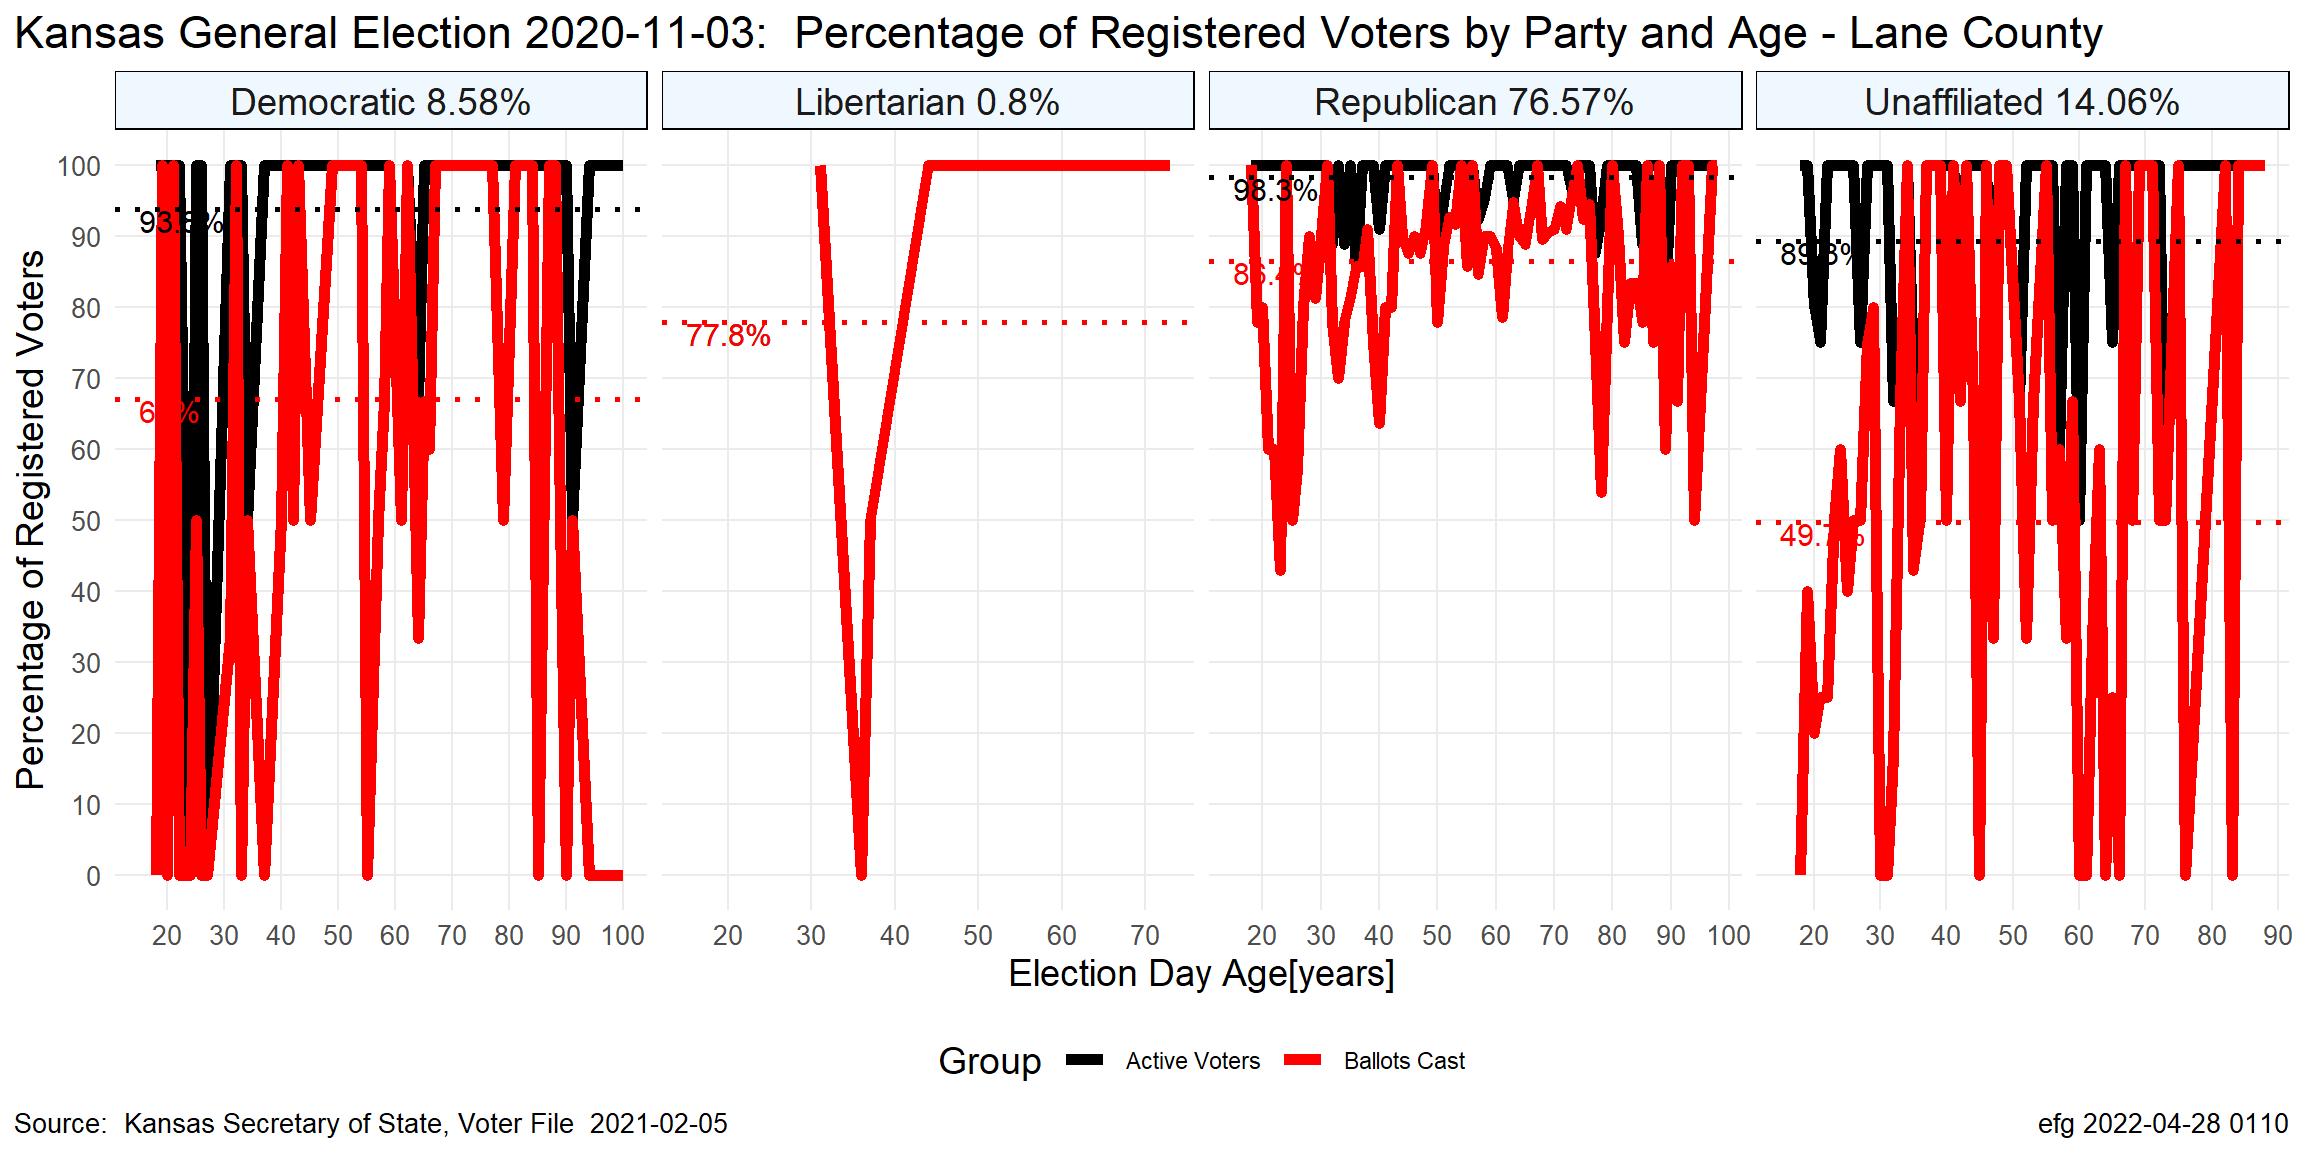 Kansas General Election 2020-11-03:  Percentage of Registered Voters by Party and Age - Lane County
Democratic 8.58%
Libertarian 0.8%
Republican 76.57%
Unaffiliated 14.06%
Percentage of Registered Voters
100
90
80
70
60
50
40
30
20
10
0
77.8%
98.3%
20 30 40 50 60 70 80 90 100
20 30 40 50 60 70
20 30 40 50 60 70 80 90 100
20 30 40 50 60 70 80 90
Election Day Age[years]
Group Active Voters Ballots Cast
Source:  Kansas Secretary of State, Voter File  2021-02-05
efg 2022-04-28 0110